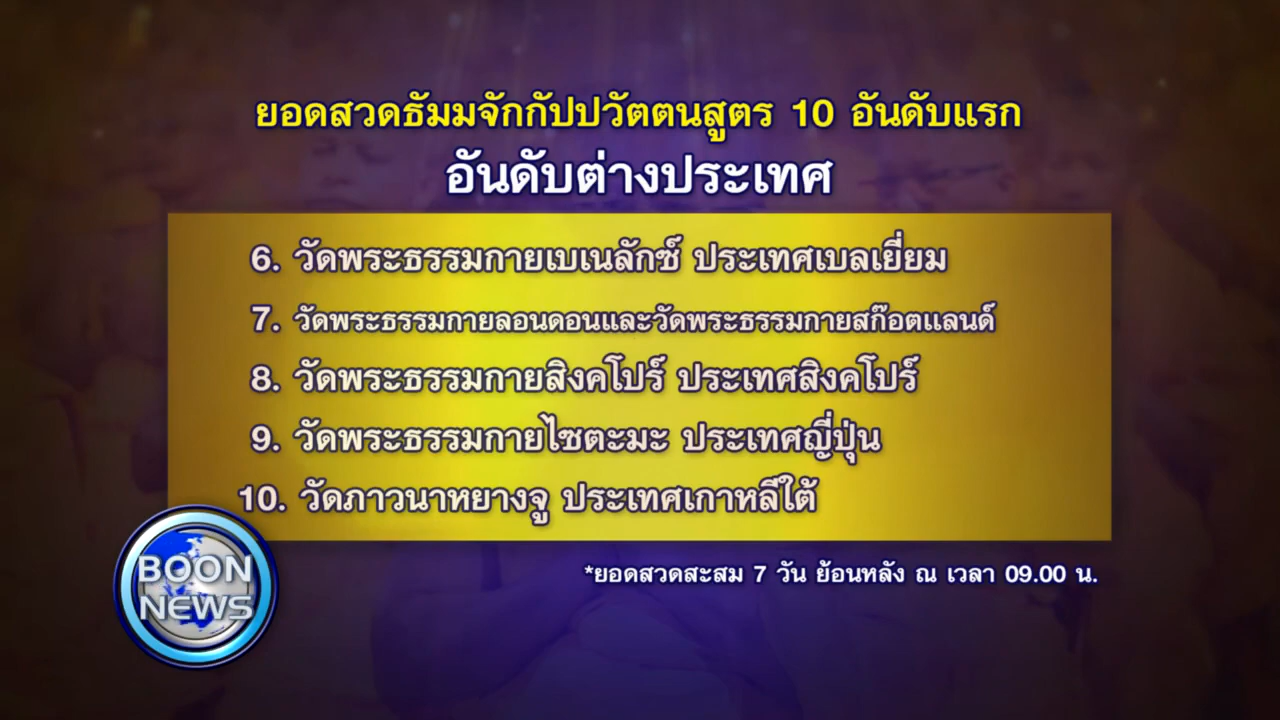 ยอดสวดธัมมจักกัปปวัตตนสูตร 10 อันดับแรก
อันดับต่างประเทศ
6. วัดพระธรรมกายเบเนลักซ์ ประเทศเบลเยี่ยม
7. วัดพระธรรมกายลอนดอนและวัดพระธรรมกายสก๊อตแลนด์
8. วัดพระธรรมกายสิงคโปร์ ประเทศสิงคโปร์
9. วัดพระธรรมกายไซตะมะ ประเทศญี่ปุ่น
10. วัดภาวนาหยางจู ประเทศเกาหลีใต้
*ยอดสวดสะสม 7 วัน ย้อนหลัง ณ เวลา 09.00 น.
BOON
NEWS